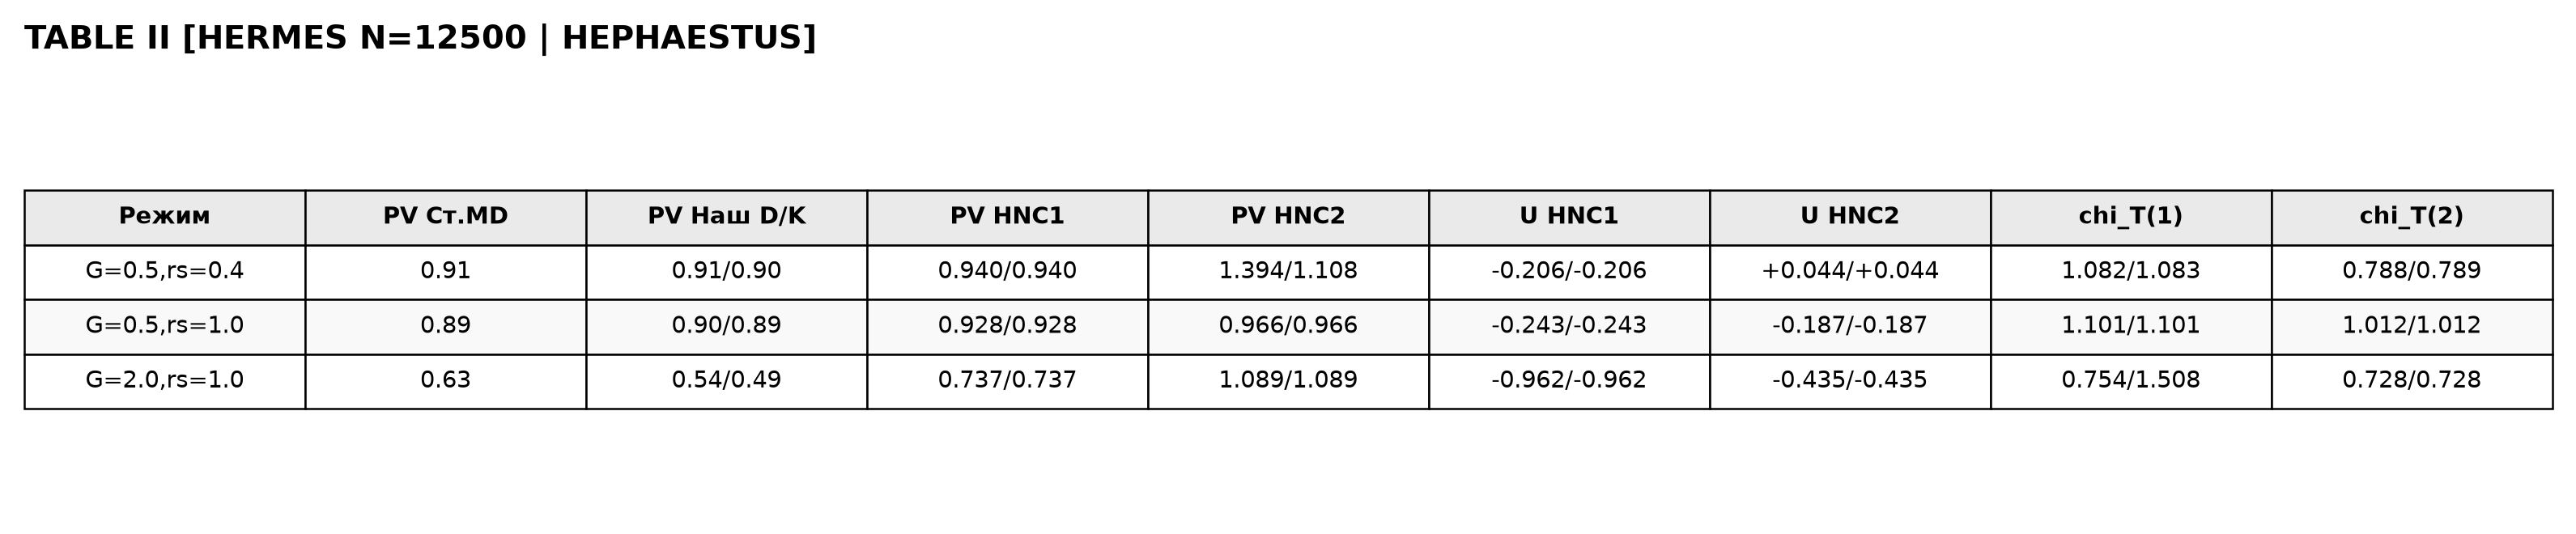 TABLE II [HERMES N=12500 | HEPHAESTUS]
Режим PV Ст.MD PV Наш D/K PV HNC1 PV HNC2 U HNC1 U HNC2 chi_T(1) chi_T(2)
G=0.5,rs=0.4 0.91 0.91/0.90 0.940/0.940 1.394/1.108 -0.206/-0.206 +0.044/+0.044 1.082/1.083 0.788/0.789
G=0.5,rs=1.0 0.89 0.90/0.89 0.928/0.928 0.966/0.966 -0.243/-0.243 -0.187/-0.187 1.101/1.101 1.012/1.012
G=2.0,rs=1.0 0.63 0.54/0.49 0.737/0.737 1.089/1.089 -0.962/-0.962 -0.435/-0.435 0.754/1.508 0.728/0.728